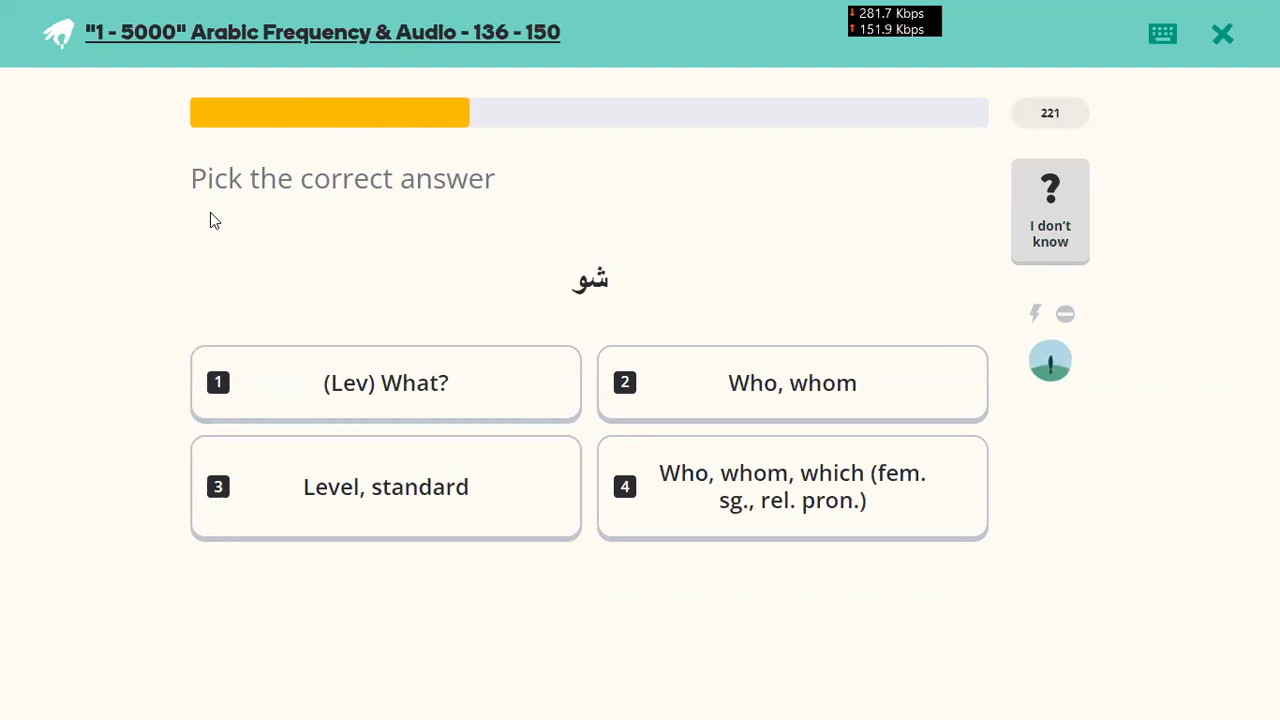 "1 - 5000" Arabic Frequency & Audio - 136 - 150
281.7 Kbps
151.9 Kbps
221
Pick the correct answer
?
I don't
know
شو
1 (Lev) What?
2 Who, whom
3 Level, standard
4 Who, whom, which (fem.
sg., rel. pron.)